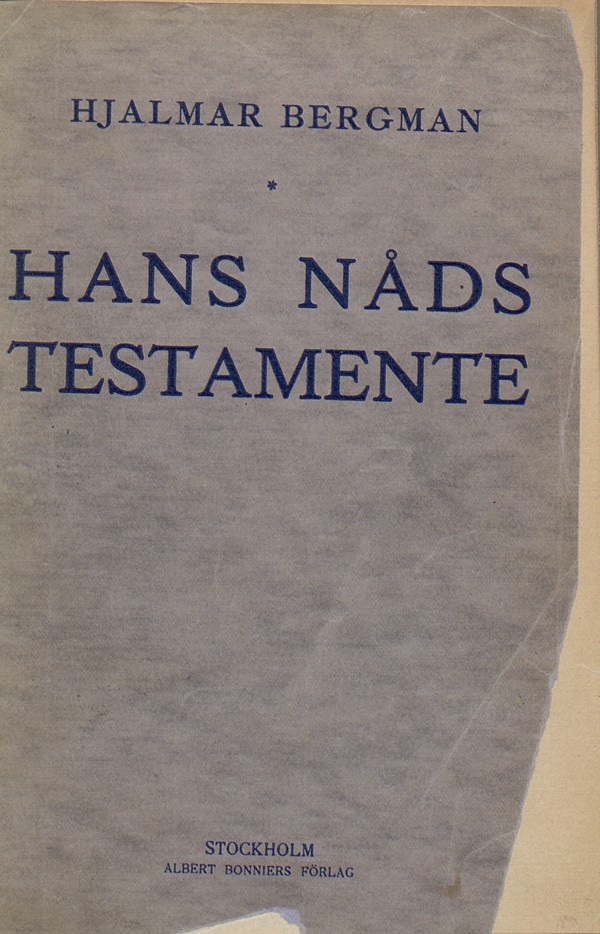 HJALMAR BERGMAN
*
HANS NÅDS
TESTAMENTE
STOCKHOLM
ALBERT BONNIERS FÖRLAG